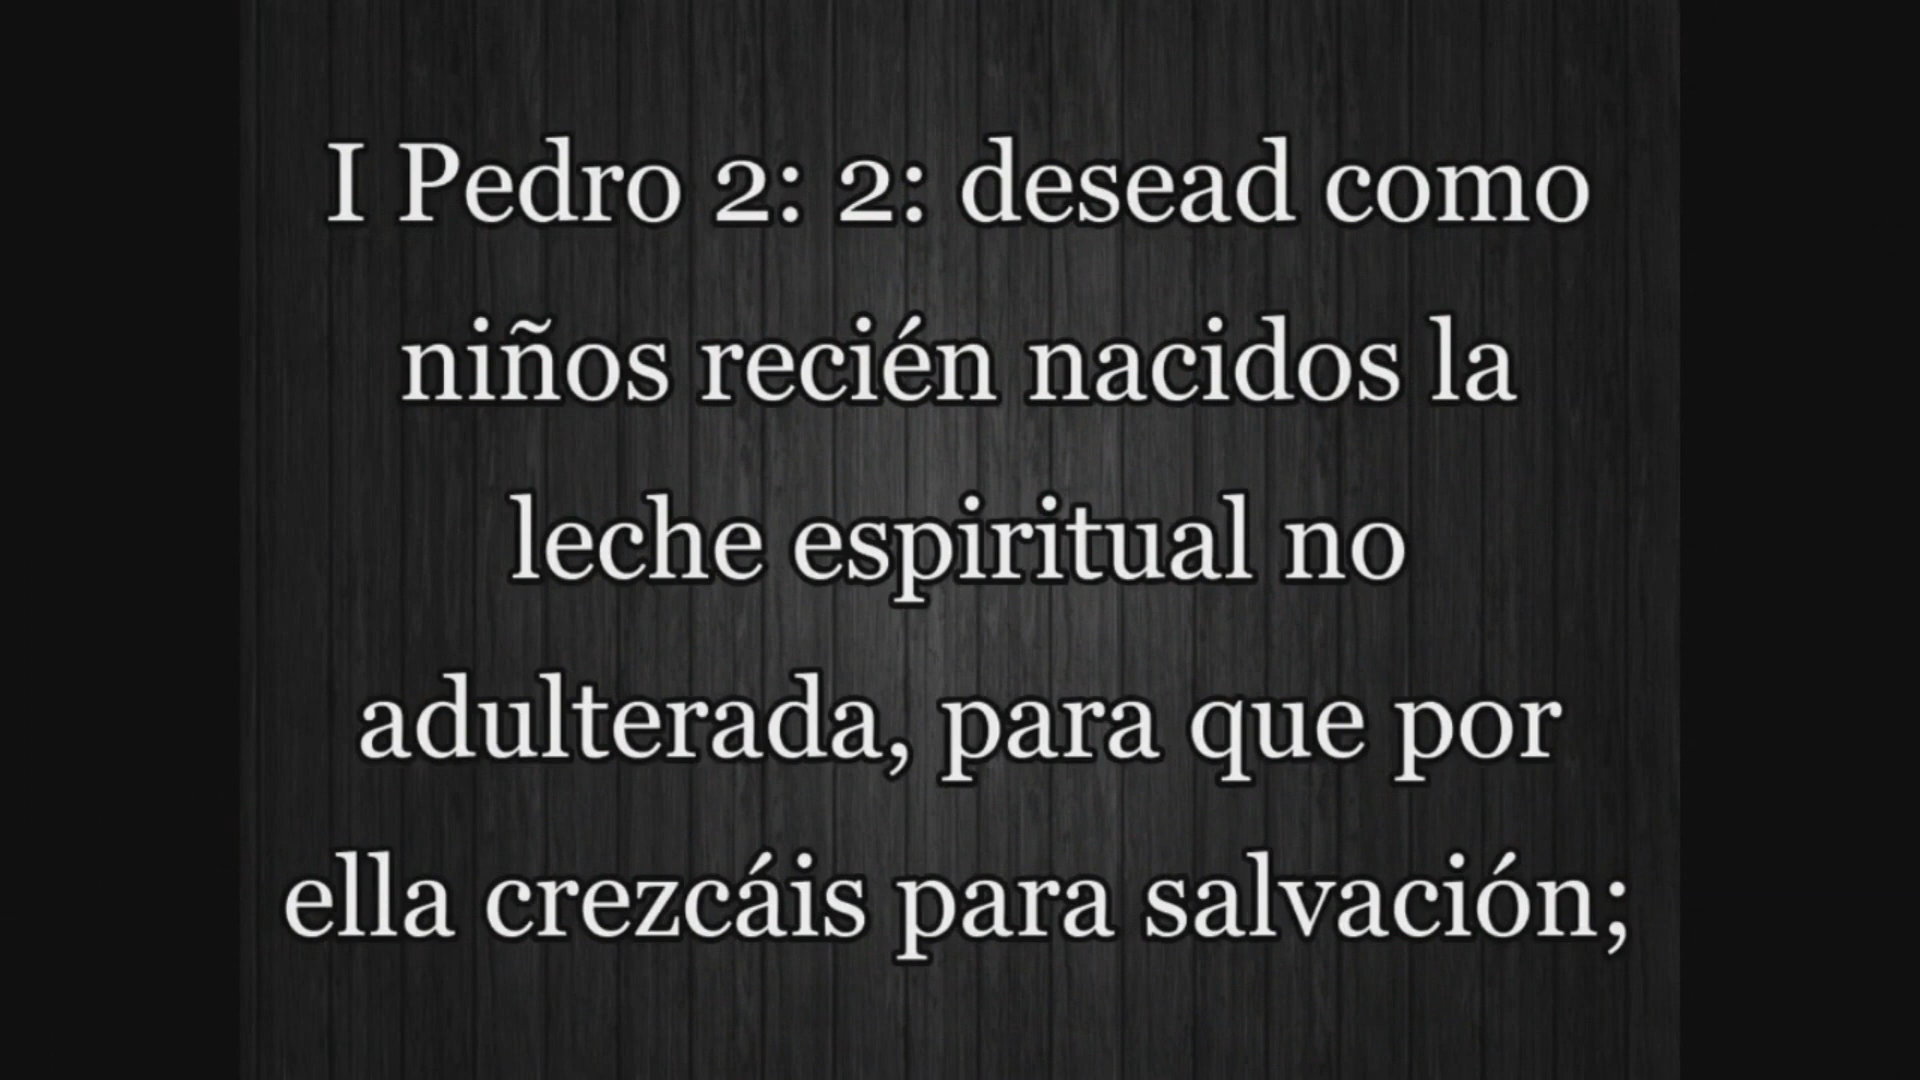 I Pedro 2: 2: desead como
niños recién nacidos la
leche espiritual no
adulterada, para que por
ella crezcáis para salvación;